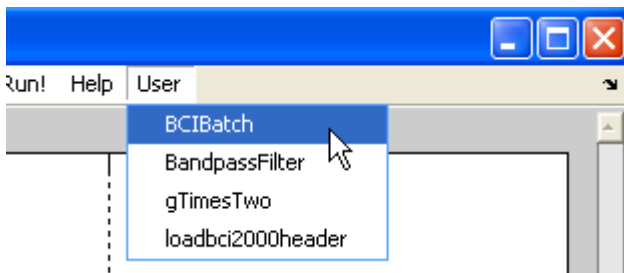 Run! Help User
BCIBatch
BandpassFilter
gTimesTwo
loadbci2000header